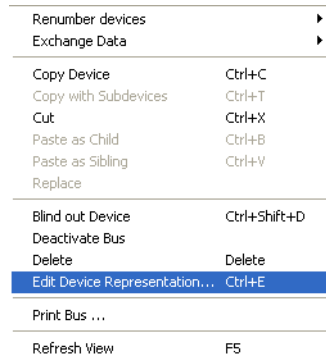 Renumber devices
Exchange Data
Copy Device Ctrl+C
Copy with Subdevices Ctrl+T
Cut Ctrl+X
Paste as Child Ctrl+B
Paste as Sibling Ctrl+V
Replace
Blind out Device Ctrl+Shift+D
Deactivate Bus
Delete Delete
Edit Device Representation... Ctrl+E
Print Bus ...
Refresh View F5